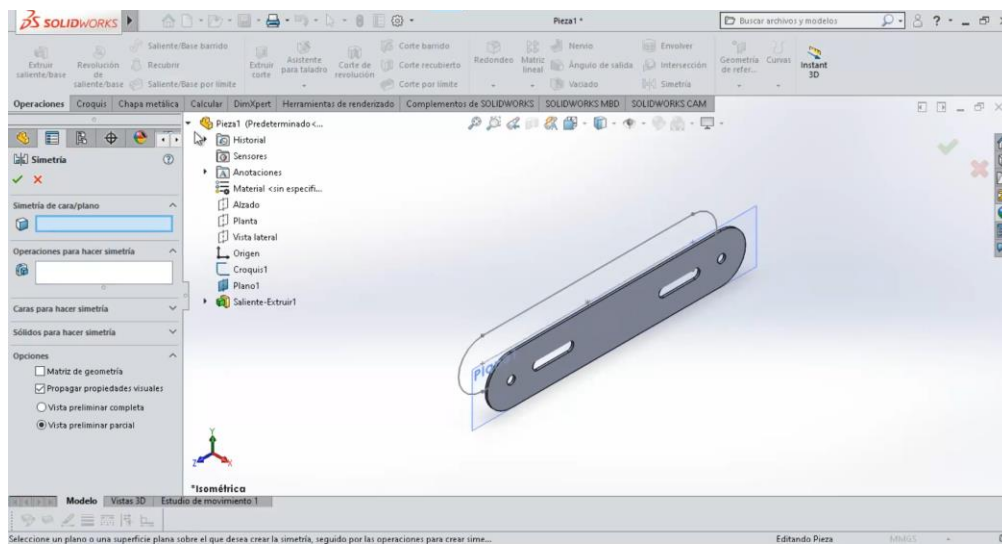 SOLIDWORKS
Pieza1 *
Buscar archivos y modelos
Extruir saliente/base
Revolución de saliente/base
Saliente/Base barrido
Recubrir
Saliente/Base por límite
Extruir corte
Asistente para taladro
Corte de revolución
Corte barrido
Corte recubierto
Corte por límite
Redondeo
Matriz lineal
Nervio
Ángulo de salida
Vaciado
Envolver
Intersección
Simetría
Geometría de refer...
Curvas
Instant 3D
Operaciones Croquis Chapa metálica Calcular DimXpert Herramientas de renderizado Complementos de SOLIDWORKS SOLIDWORKS MBD SOLIDWORKS CAM
Simetría
Simetría de cara/plano
Operaciones para hacer simetría
Caras para hacer simetría
Sólidos para hacer simetría
Opciones
Matriz de geometría
Propagar propiedades visuales
Vista preliminar completa
Vista preliminar parcial
Pieza1 (Predeterminado<...
Historial
Sensores
Anotaciones
Material <sin especifi...
Alzado
Planta
Vista lateral
Origen
Croquis1
Plano1
Saliente-Extruir1
Y
Z
X
*Isométrica
Modelo Vistas 3D Estudio de movimiento 1
Seleccione un plano o una superficie plana sobre el que desea crear la simetría, seguido por las operaciones para crear sime...
Editando Pieza
MMGS